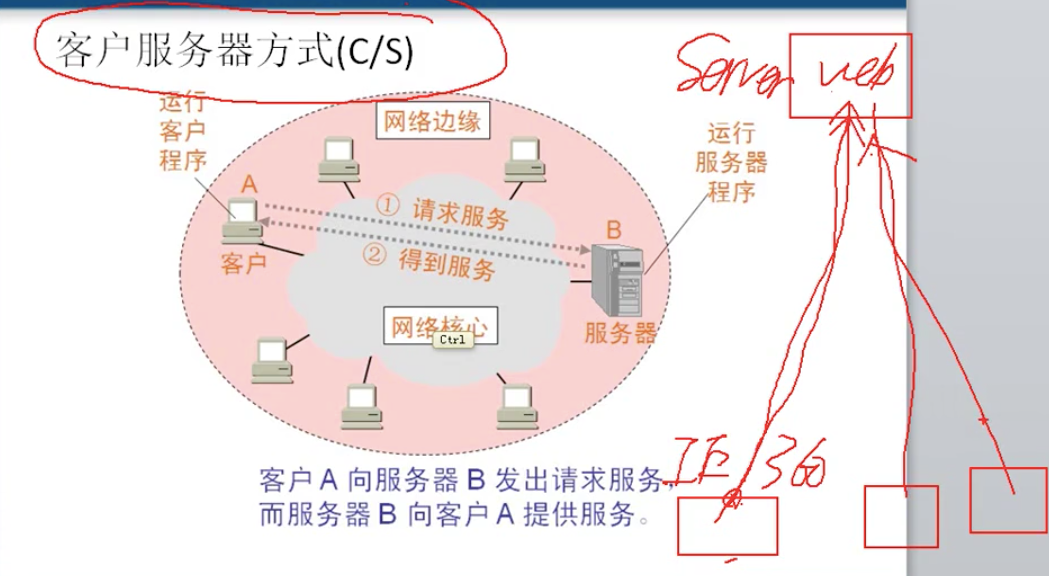 客户服务器方式(C/S)
Server web
运行
客户
程序
网络边缘
运行
服务器
程序
A
① 请求服务
B
② 得到服务
客户
网络核心
Ctrl
服务器
IE 360
客户 A 向服务器 B 发出请求服务，
而服务器 B 向客户 A 提供服务。